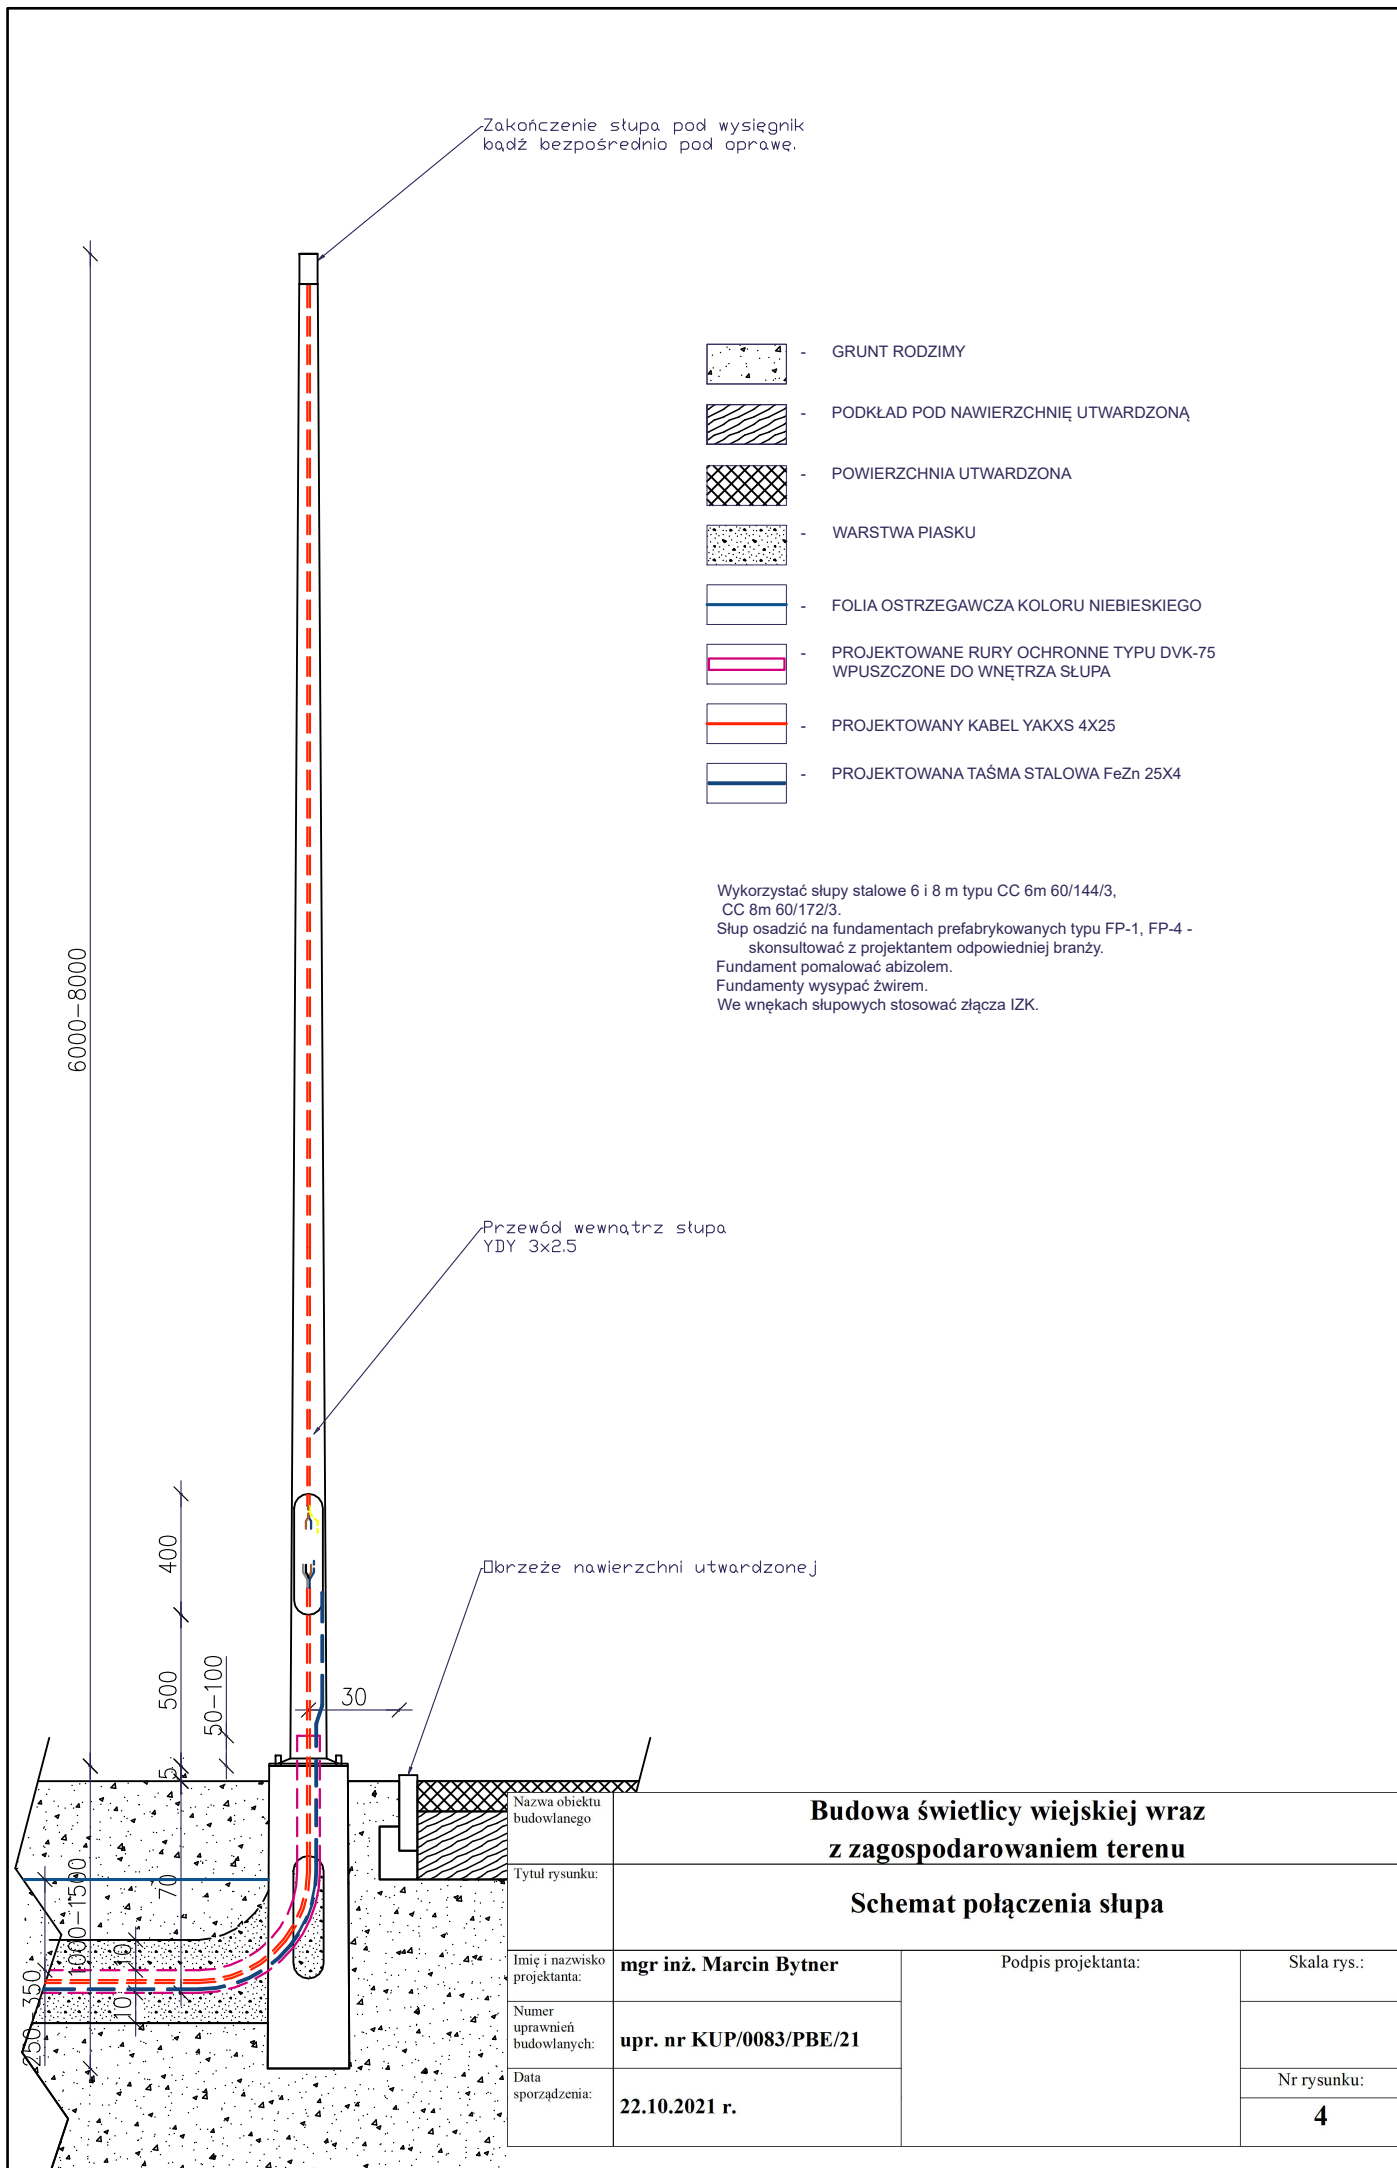 Zakończenie słupa pod wysięgnik
bądź bezpośrednio pod oprawę.
- GRUNT RODZIMY
- PODKŁAD POD NAWIERZCHNIĘ UTWARDZONĄ
- POWIERZCHNIA UTWARDZONA
- WARSTWA PIASKU
- FOLIA OSTRZEGAWCZA KOLORU NIEBIESKIEGO
- PROJEKTOWANE RURY OCHRONNE TYPU DVK-75
WPUSZCZONE DO WNĘTRZA SŁUPA
- PROJEKTOWANY KABEL YAKXS 4X25
- PROJEKTOWANA TAŚMA STALOWA FeZn 25X4
Wykorzystać słupy stalowe 6 i 8 m typu CC 6m 60/144/3,
CC 8m 60/172/3.
Słup osadzić na fundamentach prefabrykowanych typu FP-1, FP-4 -
skonsultować z projektantem odpowiedniej branży.
Fundament pomalować abizolem.
Fundamenty wysypać żwirem.
We wnękach słupowych stosować złącza IZK.
6000-8000
Przewód wewnątrz słupa
YDY 3x2.5
400
Obrzeże nawierzchni utwardzonej
500
50-100
30
5
70
1000-1500
10
10
350
250
Nazwa obiektu
budowlanego
Budowa świetlicy wiejskiej wraz
z zagospodarowaniem terenu
Tytuł rysunku:
Schemat połączenia słupa
Imię i nazwisko
projektanta:
mgr inż. Marcin Bytner
Podpis projektanta:
Skala rys.:
Numer
uprawnień
budowlanych:
upr. nr KUP/0083/PBE/21
Data
sporządzenia:
22.10.2021 r.
Nr rysunku:
4